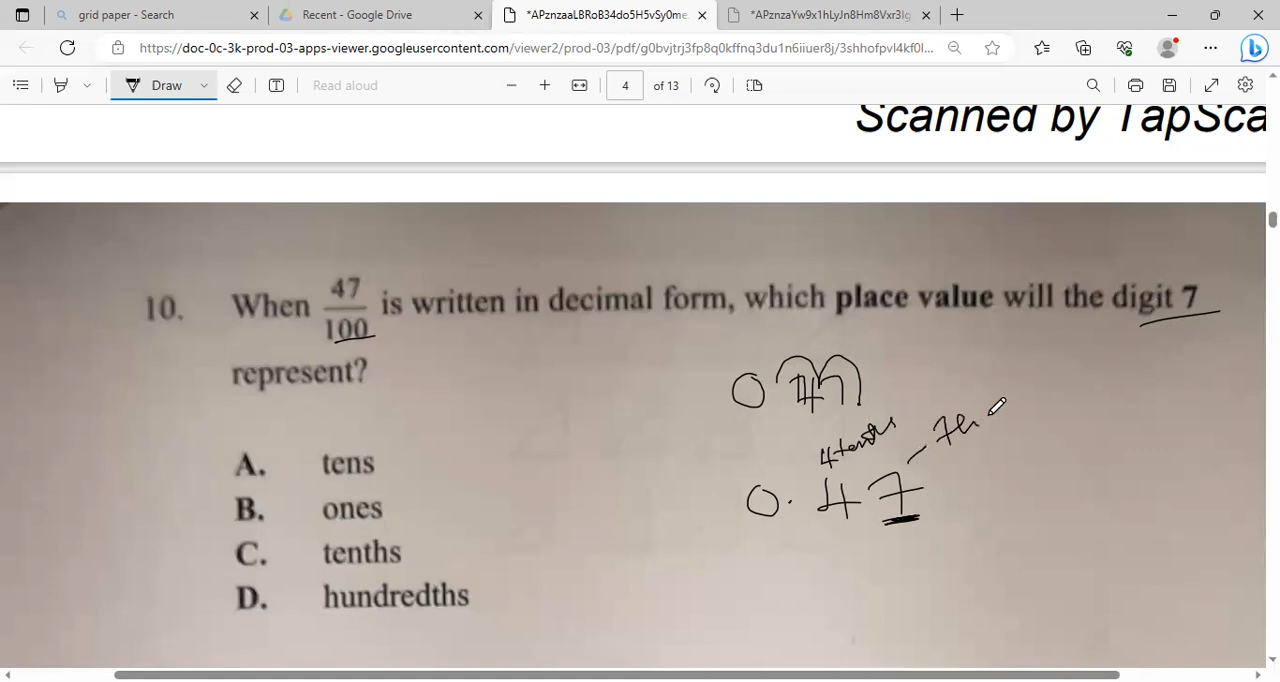 grid paper - Search
Recent - Google Drive
*APznzaaLBRoB34do5H5vSy0me
*APznzaYw9x1hLyJn8Hm8Vxr3Ig
https://doc-0c-3k-prod-03-apps-viewer.googleusercontent.com/viewer2/prod-03/pdf/g0bvjtrj3fp8q0kffnq3du1n6iiuer8j/3shhofpvl4kf0l...
Draw
Read aloud
4 of 13
Scanned by TapSca
10. When 47/100 is written in decimal form, which place value will the digit 7
represent?
0 47.
4 tenths
0.47
A. tens
B. ones
C. tenths
D. hundredths